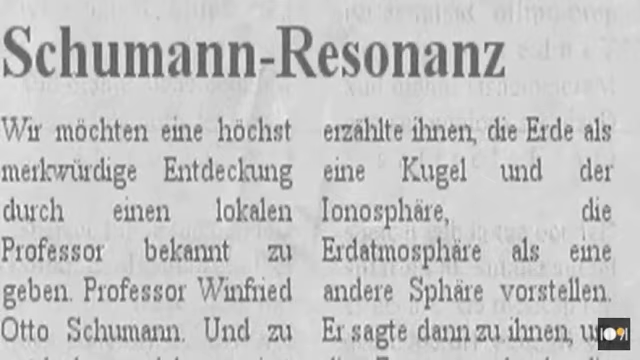 Schumann-Resonanz
Wir möchten eine höchst
merkwürdige Entdeckung
durch einen lokalen
Professor bekannt zu
geben. Professor Winfried
Otto Schumann. Und zu
erzählte ihnen, die Erde als
eine Kugel und der
Ionosphäre, die
Erdatmosphäre als eine
andere Sphäre vorstellen.
Er sagte dann zu ihnen,